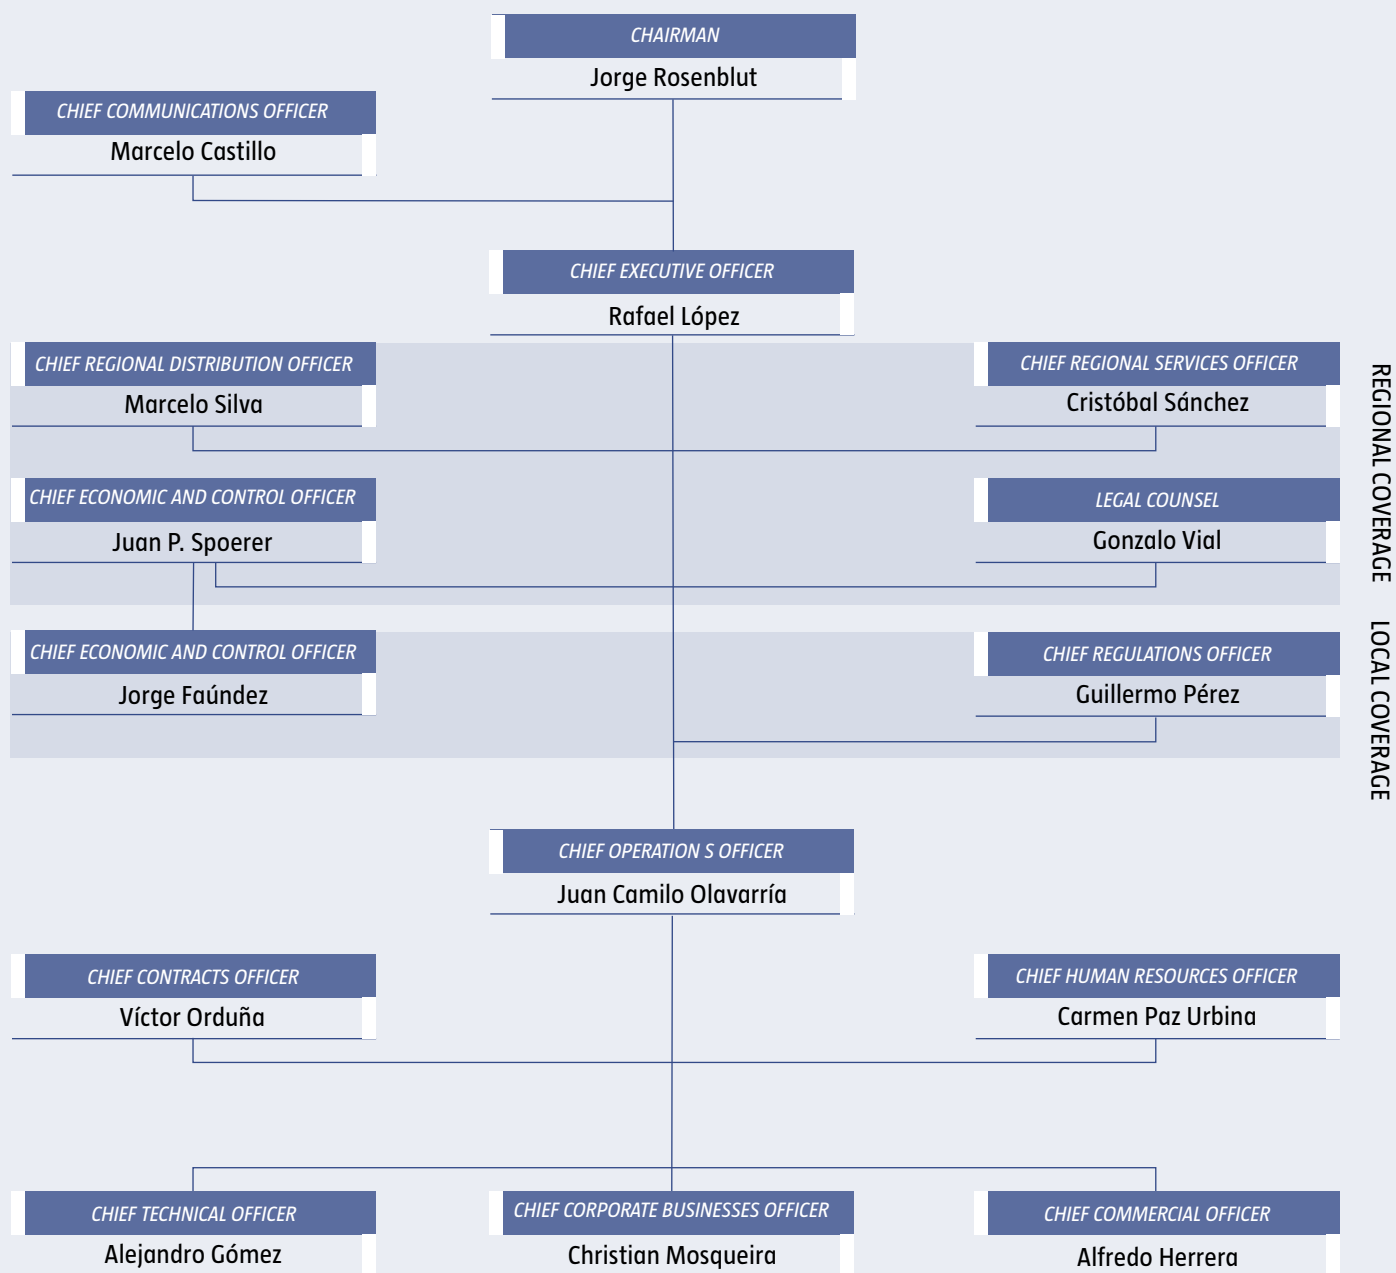 CHAIRMAN
Jorge Rosenblut
CHIEF COMMUNICATIONS OFFICER
Marcelo Castillo
CHIEF EXECUTIVE OFFICER
Rafael López
CHIEF REGIONAL DISTRIBUTION OFFICER
Marcelo Silva
CHIEF REGIONAL SERVICES OFFICER
Cristóbal Sánchez
CHIEF ECONOMIC AND CONTROL OFFICER
Juan P. Spoerer
LEGAL COUNSEL
Gonzalo Vial
REGIONAL COVERAGE
CHIEF ECONOMIC AND CONTROL OFFICER
Jorge Faúndez
CHIEF REGULATIONS OFFICER
Guillermo Pérez
LOCAL COVERAGE
CHIEF OPERATION S OFFICER
Juan Camilo Olavarría
CHIEF CONTRACTS OFFICER
Víctor Orduña
CHIEF HUMAN RESOURCES OFFICER
Carmen Paz Urbina
CHIEF TECHNICAL OFFICER
Alejandro Gómez
CHIEF CORPORATE BUSINESSES OFFICER
Christian Mosqueira
CHIEF COMMERCIAL OFFICER
Alfredo Herrera